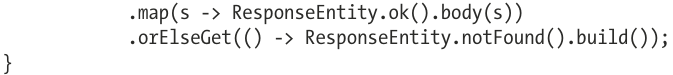 .map(s -> ResponseEntity.ok().body(s))
            .orElseGet(() -> ResponseEntity.notFound().build());
}